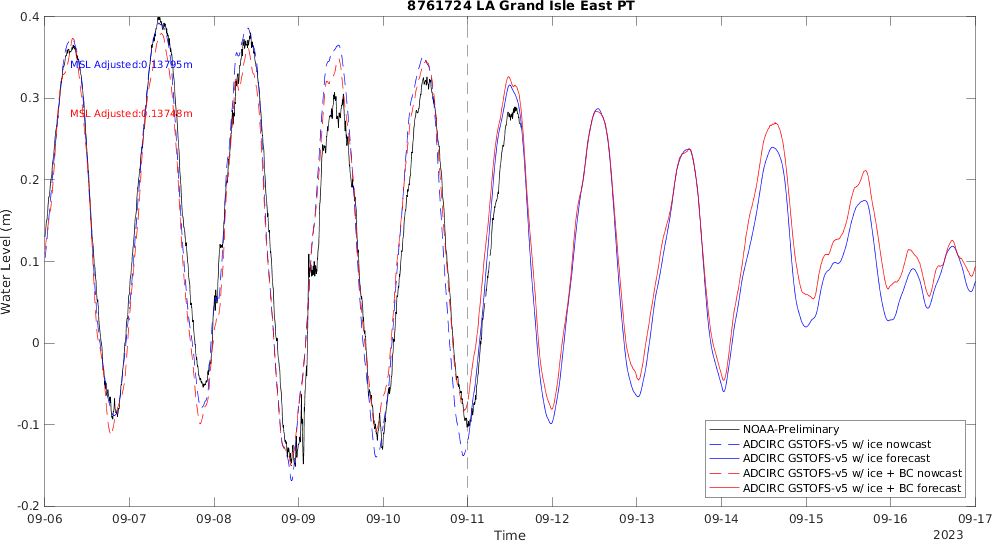 8761724 LA Grand Isle East PT
0.4
MSL Adjusted:0.13795m
0.3
MSL Adjusted:0.13748m
0.2
0.1
Water Level (m)
0
-0.1
-0.2
NOAA-Preliminary
ADCIRC GSTOFS-v5 w/ ice nowcast
ADCIRC GSTOFS-v5 w/ ice forecast
ADCIRC GSTOFS-v5 w/ ice + BC nowcast
ADCIRC GSTOFS-v5 w/ ice + BC forecast
09-06 09-07 09-08 09-09 09-10 09-11 09-12 09-13 09-14 09-15 09-16 09-17
Time
2023